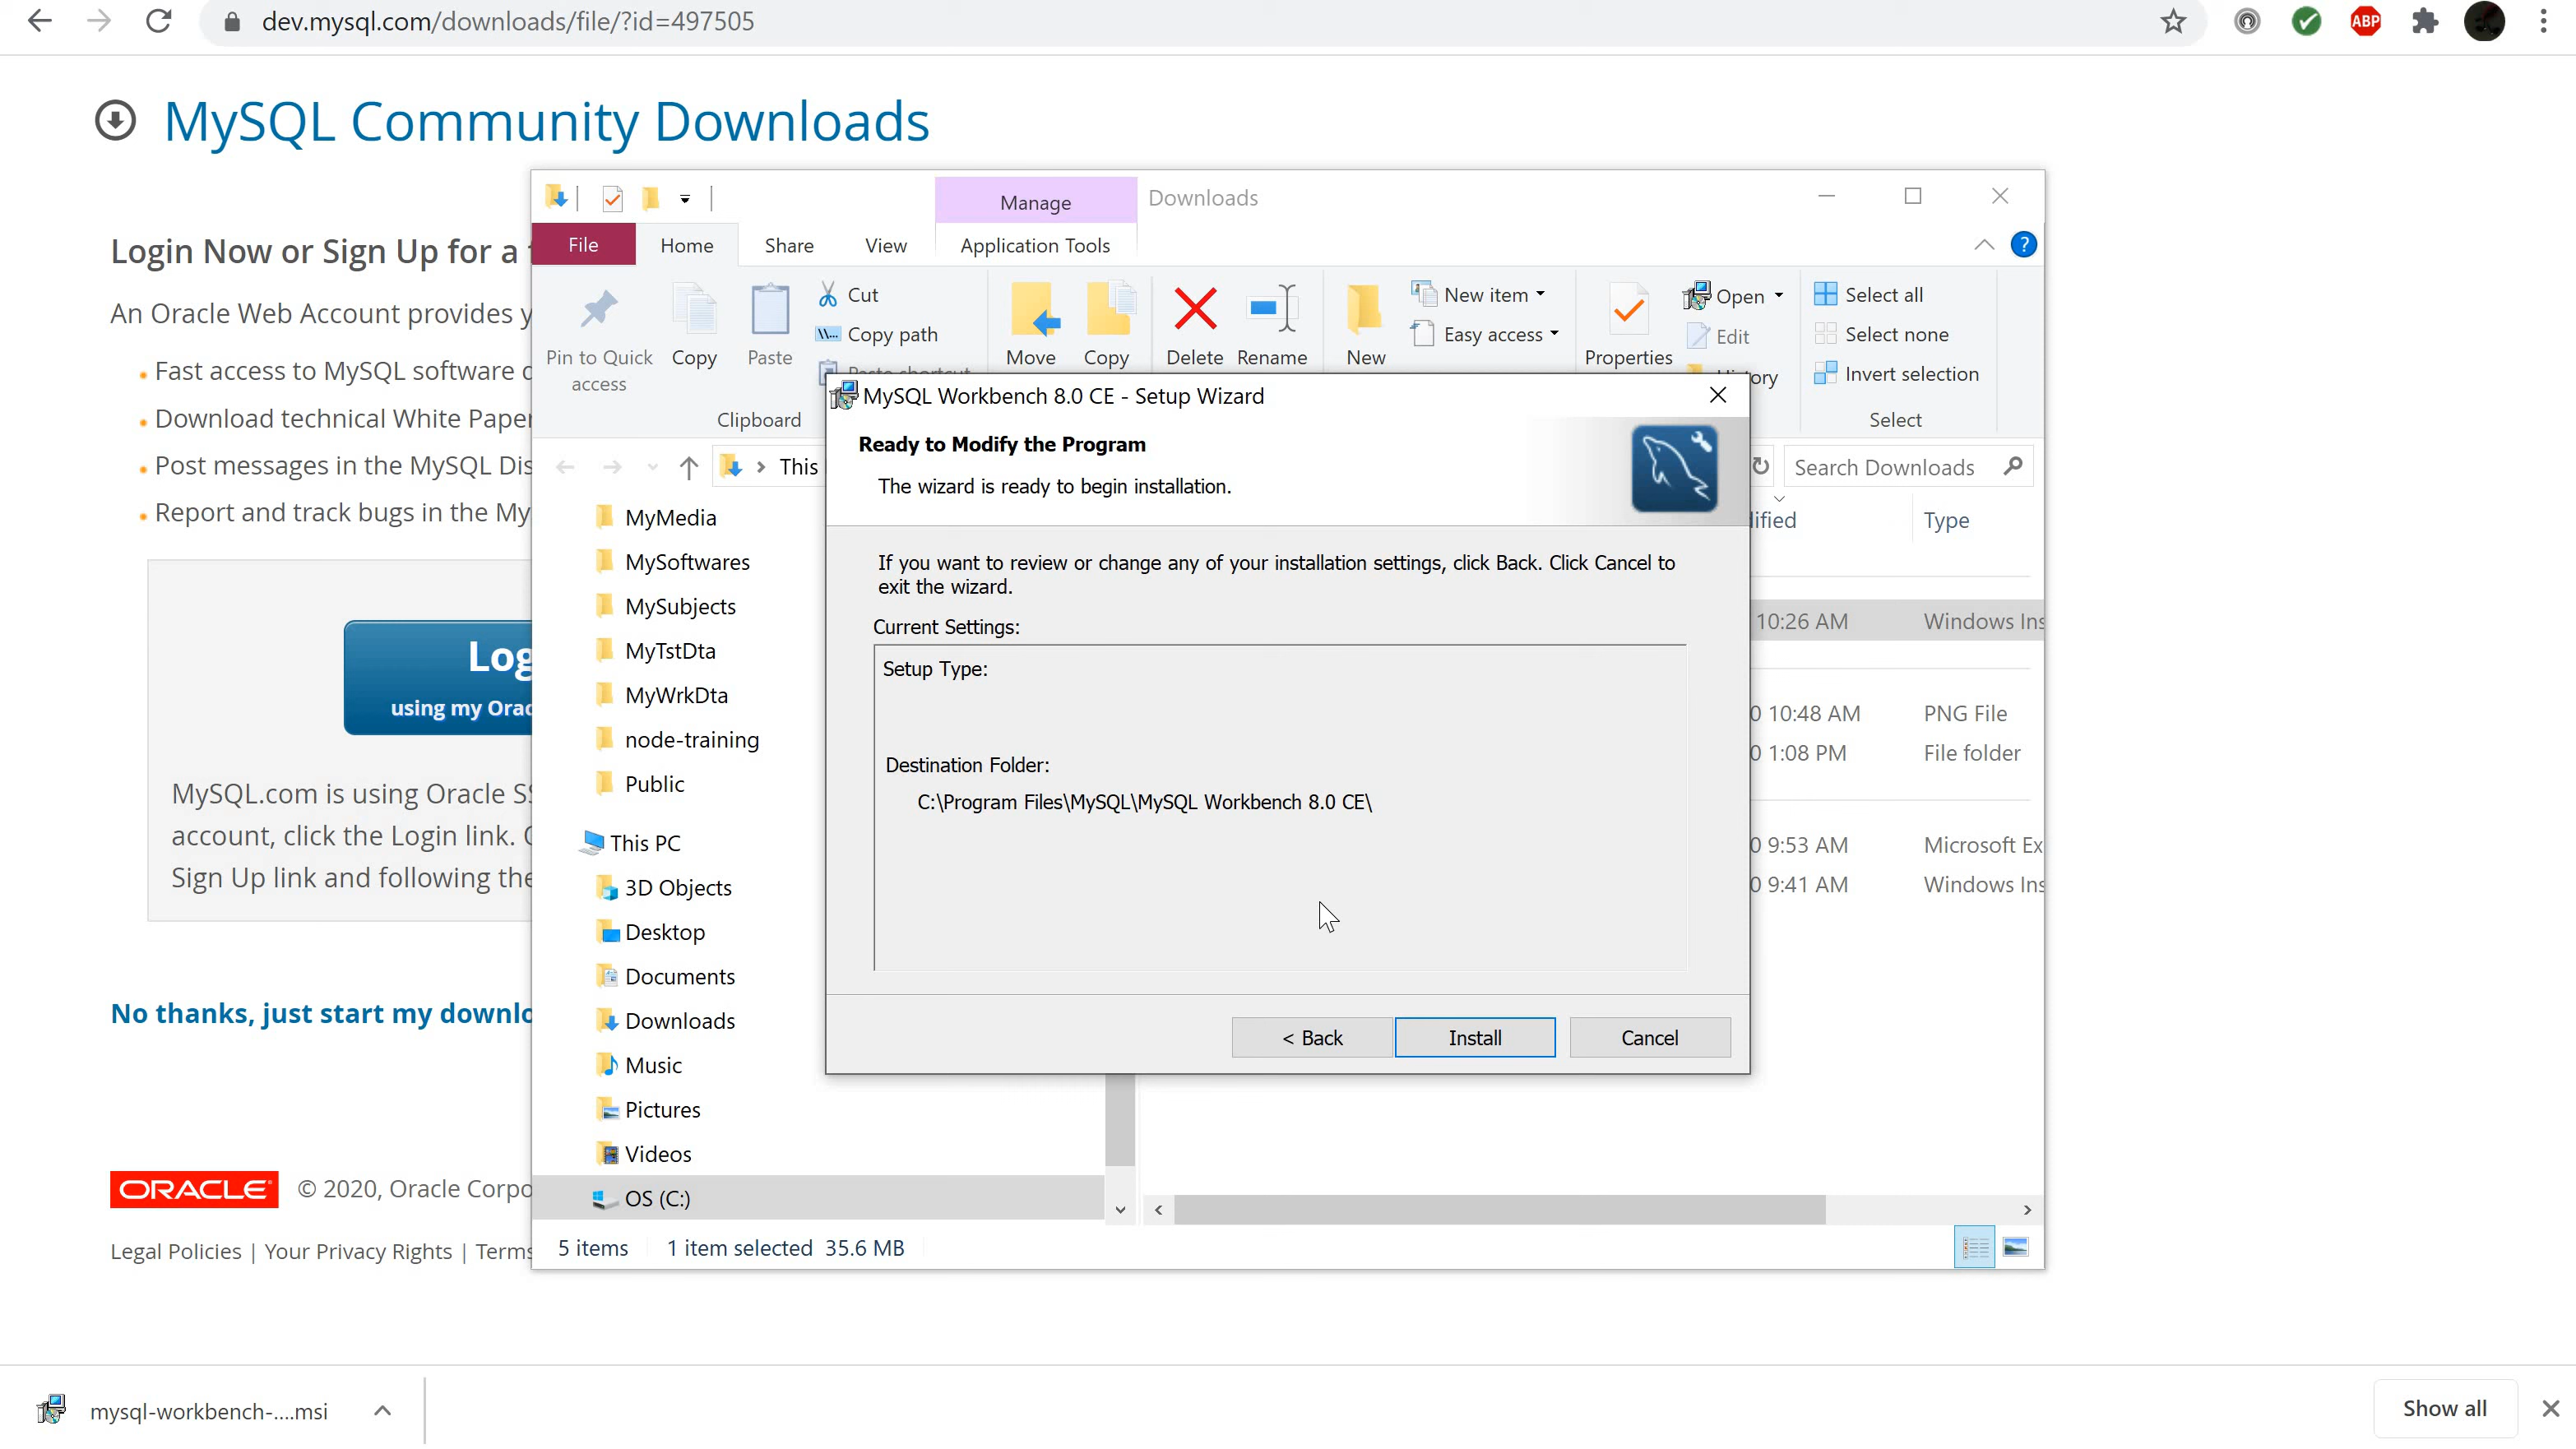 dev.mysql.com/downloads/file/?id=497505
ABP
MySQL Community Downloads
Login Now or Sign Up for a
An Oracle Web Account provides
Fast access to MySQL software
Download technical White Paper
Post messages in the MySQL Dis
Report and track bugs in the My
Log
using my Orac
MySQL.com is using Oracle S
account, click the Login link.
Sign Up link and following the
No thanks, just start my downlo
ORACLE
© 2020, Oracle Corpo
Legal Policies | Your Privacy Rights | Terms
Manage
Downloads
File
Home
Share
View
Application Tools
?
Pin to Quick
access
Copy
Paste
Cut
Copy path
Paste shortcut
Clipboard
Move
Copy
Delete
Rename
New
New item
Easy access
Properties
Open
Edit
ory
Select all
Select none
Invert selection
Select
This
Search Downloads
ified
Type
MyMedia
MySoftwares
MySubjects
MyTstDta
MyWrkDta
node-training
Public
This PC
3D Objects
Desktop
Documents
Downloads
Music
Pictures
Videos
OS (C:)
10:26 AM Windows Ins
0 10:48 AM PNG File
0 1:08 PM File folder
0 9:53 AM Microsoft Ex
0 9:41 AM Windows Ins
5 items
1 item selected 35.6 MB
MySQL Workbench 8.0 CE - Setup Wizard
Ready to Modify the Program
The wizard is ready to begin installation.
If you want to review or change any of your installation settings, click Back. Click Cancel to
exit the wizard.
Current Settings:
Setup Type:
Destination Folder:
C:\Program Files\MySQL\MySQL Workbench 8.0 CE\
< Back
Install
Cancel
mysql-workbench-....msi
Show all